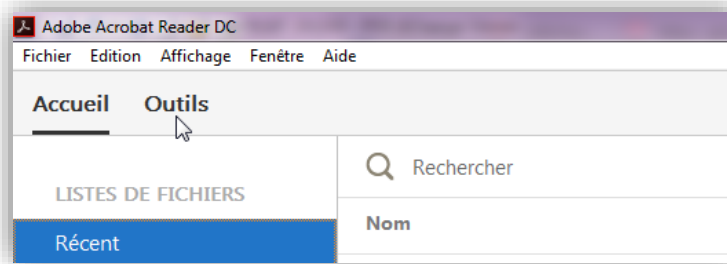 Adobe Acrobat Reader DC
Fichier Edition Affichage Fenêtre Aide
Accueil Outils
Rechercher
LISTES DE FICHIERS
Nom
Récent